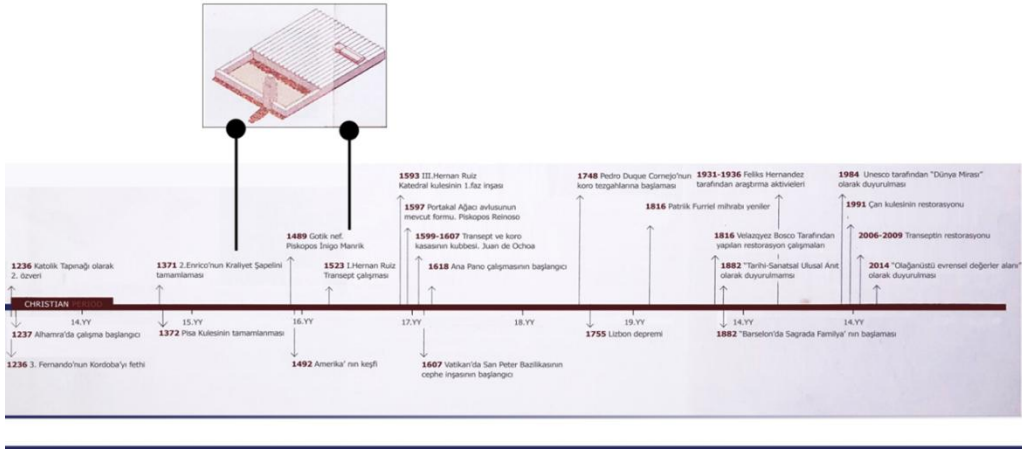 1593 III.Hernan Ruiz
Katedral kulesinin 1.faz inşası
1748 Pedro Duque Cornejo'nun
koro tezgahlarına başlaması
1931-1936 Feliks Hernandez
tarafından araştırma aktivieleri
1984 Unesco tarafından "Dünya Mirası"
olarak duyurulması
1597 Portakal Ağacı avlusunun
mevcut formu. Piskopos Reinoso
1816 Patriik Furriel mihrabı yeniler
1991 Çan kulesinin restorasyonu
1489 Gotik nef.
Piskopos İnigo Manrik
1599-1607 Transept ve koro
kasasının kubbesi. Juan de Ochoa
1816 Velazqyez Bosco Tarafından
yapılan restorasyon çalışmaları
2006-2009 Transeptin restorasyonu
1236 Katolik Tapınağı olarak
2. özveri
1371 2.Enrico'nun Kraliyet Şapelini
tamamlaması
1523 I.Hernan Ruiz
Transept çalışması
1618 Ana Pano çalışmasının başlangıcı
1882 "Tarihi-Sanatsal Ulusal Anıt
olarak duyurulmamsı
2014 "Olağanüstü evrensel değerler alanı"
olarak duyurulması
CHRISTIAN PERIOD
14.YY
15.YY
16.YY
17.YY
18.YY
19.YY
14.YY
14.YY
1237 Alhamra'da çalışma başlangıcı
1372 Pisa Kulesinin tamamlanması
1755 Lizbon depremi
1882 "Barselon'da Sagrada Familya' nın başlaması
1236 3. Fernando'nun Kordoba'yı fethi
1492 Amerika' nın keşfi
1607 Vatikan'da San Peter Bazilikasının
cephe inşasının başlangıcı